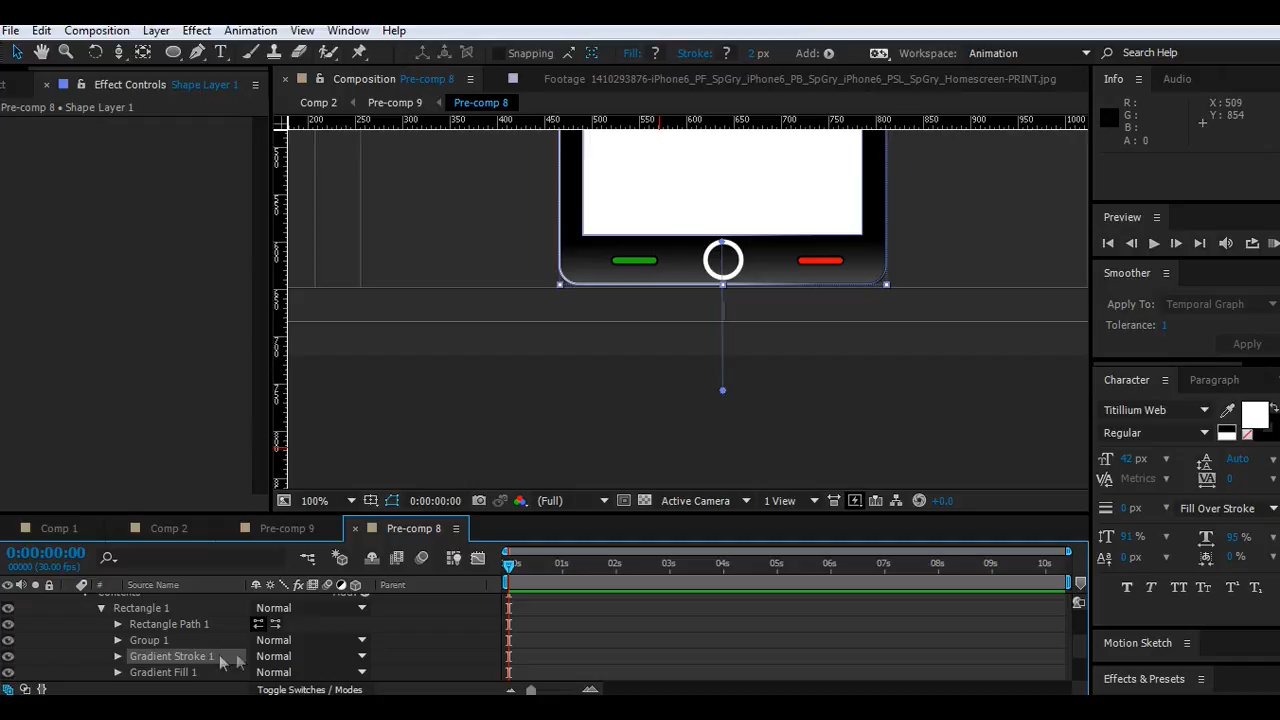 File Edit Composition Layer Effect Animation View Window Help
Snapping Fill: ? Stroke: ? 2 px Add: Workspace: Animation Search Help
Effect Controls Shape Layer 1
Composition Pre-comp 8
Footage 1410293876-iPhone6_PF_SpGry_iPhone6_PB_SpGry_iPhone6_PSL_SpGry_Homescreen-PRINT.jpg
Info Audio
Pre-comp 8 • Shape Layer 1
Comp 2 Pre-comp 9 Pre-comp 8
R: X: 509
G: Y: 854
B:
A: 0
200 250 300 350 400 450 500 550 600 650 700 750 800 850 900 950 1000
Preview
Smoother
Apply To: Temporal Graph
Tolerance: 1
Apply
Character Paragraph
Titillium Web
Regular
42 px Auto
Metrics 0
0 px Fill Over Stroke
91 % 95 %
0 px 0 %
T T TT Tt T¹ T₁
Motion Sketch
Effects & Presets
100% 0:00:00:00 (Full) Active Camera 1 View +0.0
Comp 1 Comp 2 Pre-comp 9 Pre-comp 8
0:00:00:00
00000 (30.00 fps)
# Source Name Parent
01s 02s 03s 04s 05s 06s 07s 08s 09s 10s
Rectangle 1 Normal
Rectangle Path 1
Group 1 Normal
Gradient Stroke 1 Normal
Gradient Fill 1 Normal
Toggle Switches / Modes